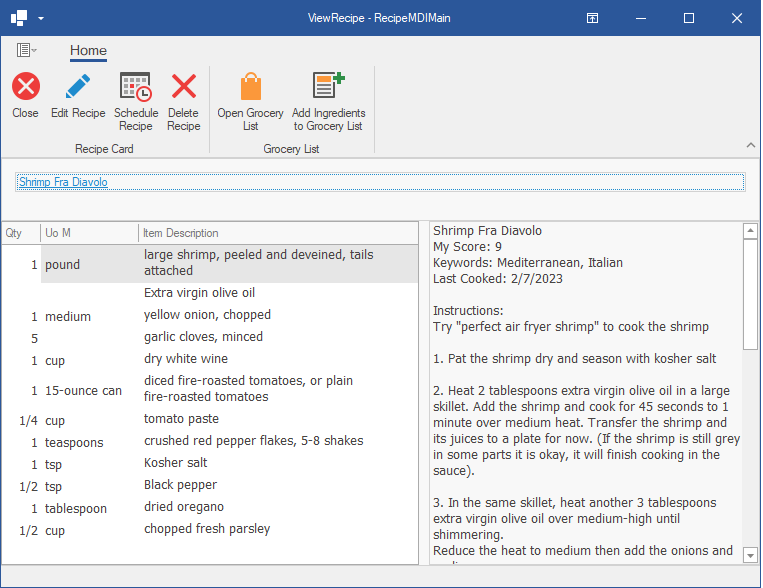 ViewRecipe - RecipeMDIMain
Home
Close
Edit Recipe
Schedule
Recipe
Delete
Recipe
Recipe Card
Open Grocery
List
Add Ingredients
to Grocery List
Grocery List
Shrimp Fra Diavolo
Qty Uo M Item Description
1 pound large shrimp, peeled and deveined, tails
attached
Extra virgin olive oil
1 medium yellow onion, chopped
5 garlic cloves, minced
1 cup dry white wine
1 15-ounce can diced fire-roasted tomatoes, or plain
fire-roasted tomatoes
1/4 cup tomato paste
1 teaspoons crushed red pepper flakes, 5-8 shakes
1 tsp Kosher salt
1/2 tsp Black pepper
1 tablespoon dried oregano
1/2 cup chopped fresh parsley
Shrimp Fra Diavolo
My Score: 9
Keywords: Mediterranean, Italian
Last Cooked: 2/7/2023
Instructions:
Try "perfect air fryer shrimp" to cook the shrimp
1. Pat the shrimp dry and season with kosher salt
2. Heat 2 tablespoons extra virgin olive oil in a large
skillet. Add the shrimp and cook for 45 seconds to 1
minute over medium heat. Transfer the shrimp and
its juices to a plate for now. (If the shrimp is still grey
in some parts it is okay, it will finish cooking in the
sauce).
3. In the same skillet, heat another 3 tablespoons
extra virgin olive oil over medium-high until
shimmering.
Reduce the heat to medium then add the onions and